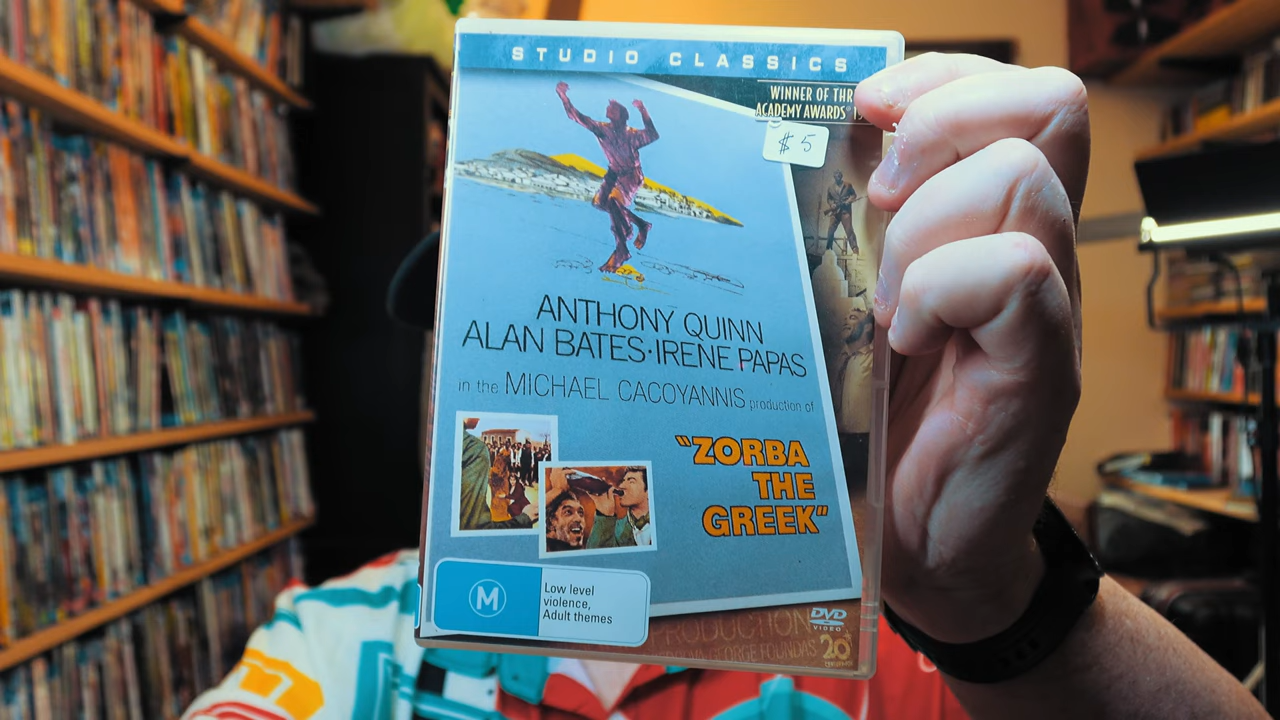 STUDIO CLASSICS
WINNER OF
ACADEMY AWARDS
$5
ANTHONY QUINN
ALAN BATES·IRENE PAPAS
in the MICHAEL CACOYANNIS production of
"ZORBA
THE
GREEK"
M
Low level
violence,
Adult themes
DVD
VIDEO
20